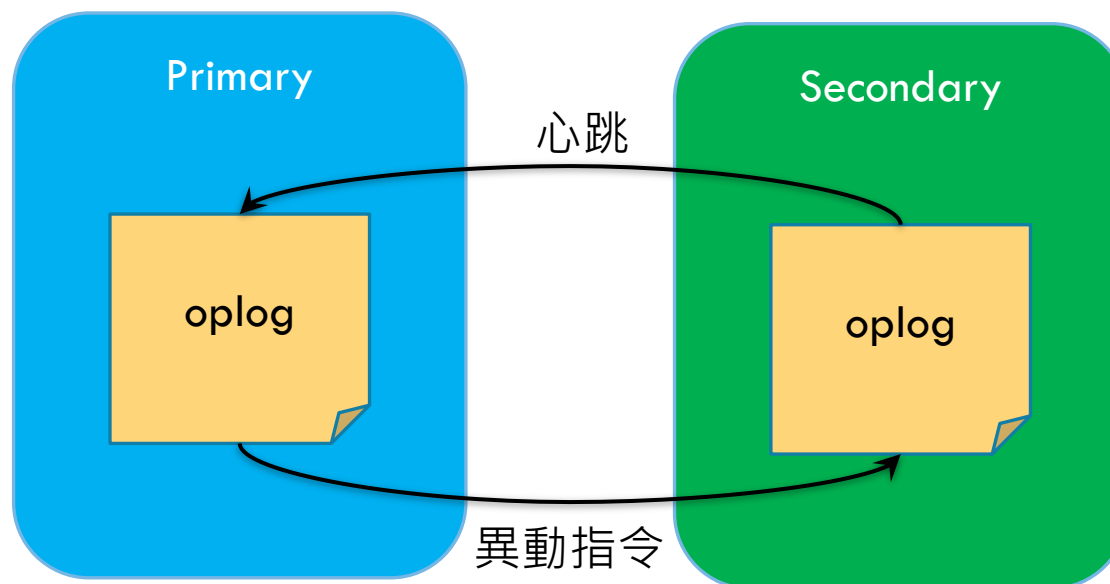 Primary
Secondary
心跳
oplog
oplog
異動指令